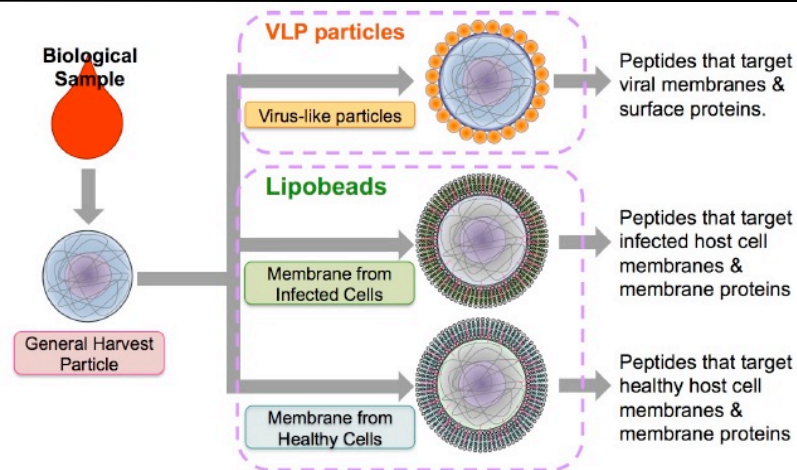 Biological
Sample
General Harvest
Particle
VLP particles
Virus-like particles
Peptides that target
viral membranes &
surface proteins.
Lipobeads
Membrane from
Infected Cells
Peptides that target
infected host cell
membranes &
membrane proteins
Membrane from
Healthy Cells
Peptides that target
healthy host cell
membranes &
membrane proteins